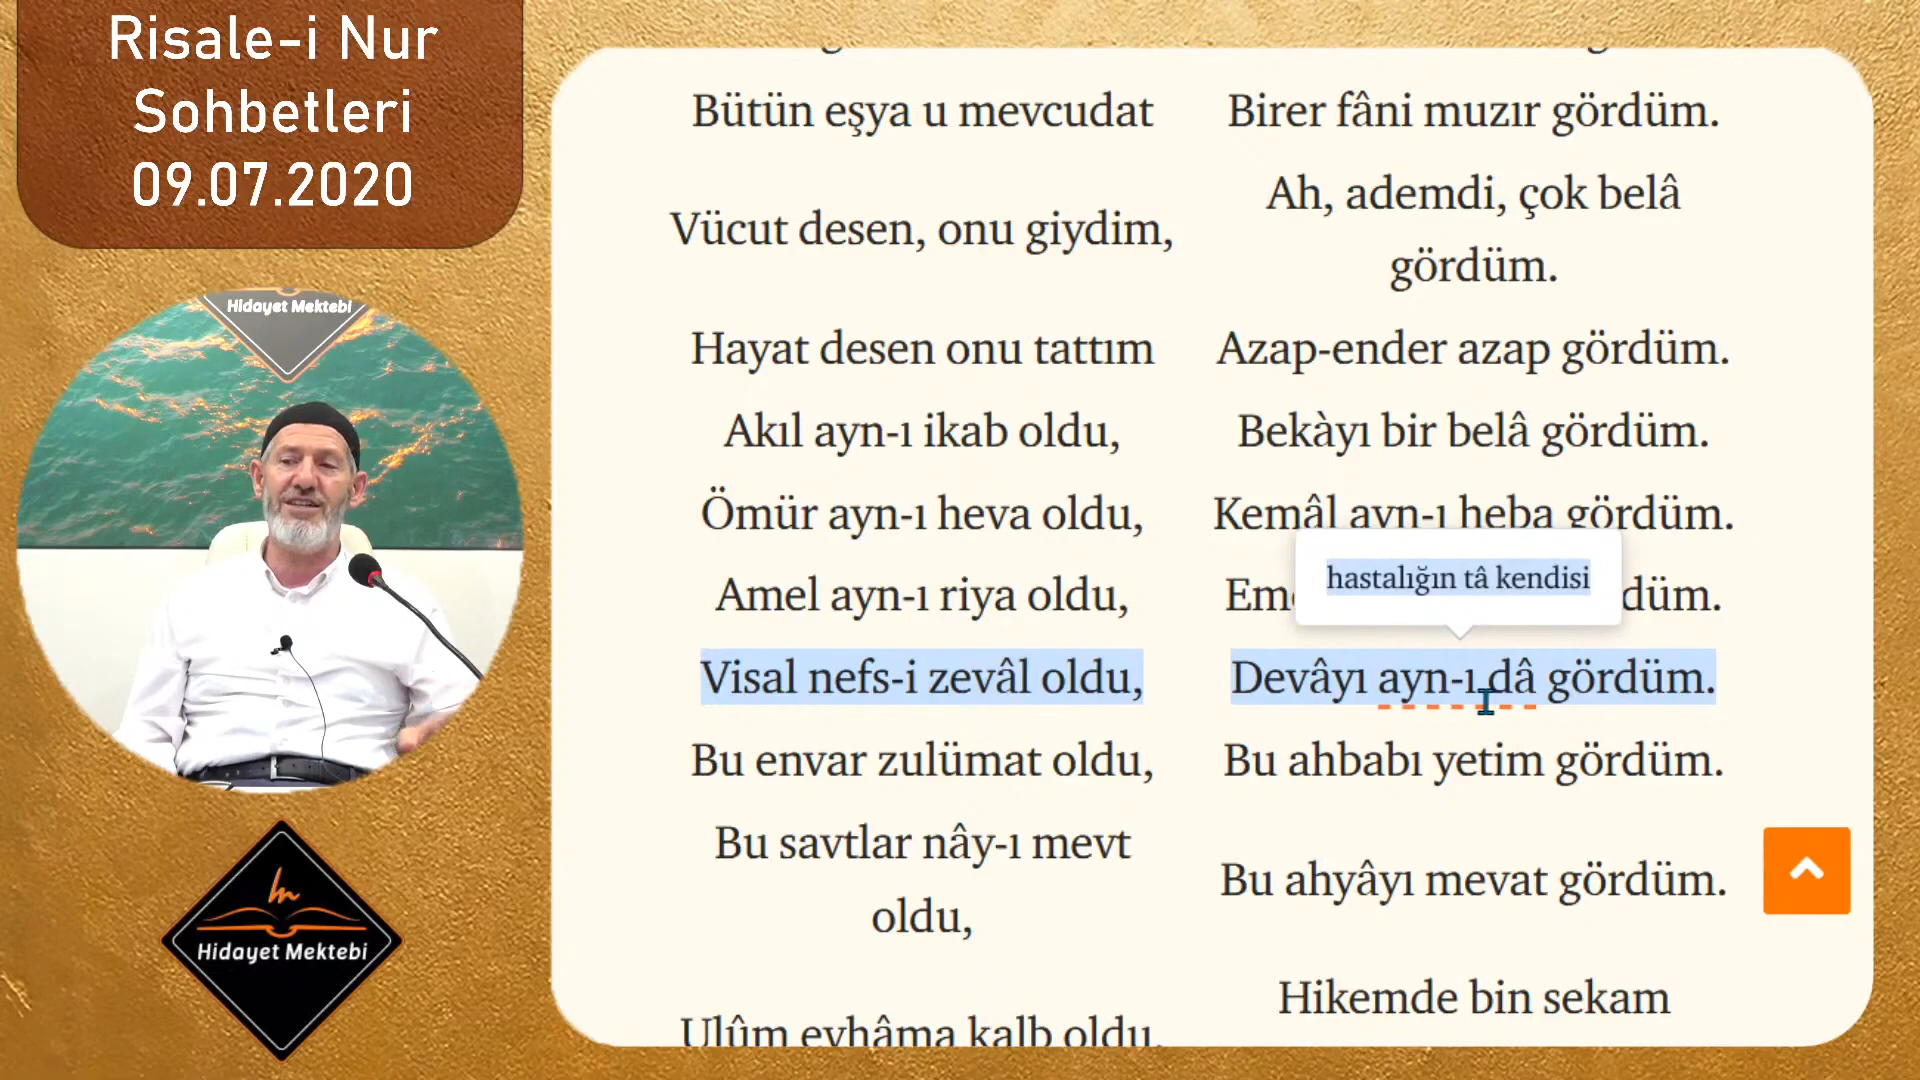 Risale-i Nur
Sohbetleri
09.07.2020
Hidayet Mektebi
Hidayet Mektebi
Bütün eşya u mevcudat
Birer fâni muzır gördüm.
Vücut desen, onu giydim,
Ah, ademdi, çok belâ
gördüm.
Hayat desen onu tattım
Azap-ender azap gördüm.
Akıl ayn-ı ikab oldu,
Bekàyı bir belâ gördüm.
Ömür ayn-ı heva oldu,
Kemâl ayn-ı heba gördüm.
Amel ayn-ı riya oldu,
hastalığın tâ kendisi
Visal nefs-i zevâl oldu,
Devâyı ayn-ı dâ gördüm.
Bu envar zulümat oldu,
Bu ahbabı yetim gördüm.
Bu savtlar nây-ı mevt
oldu,
Bu ahyâyı mevat gördüm.
Ulûm evhâma kalb oldu,
Hikemde bin sekam